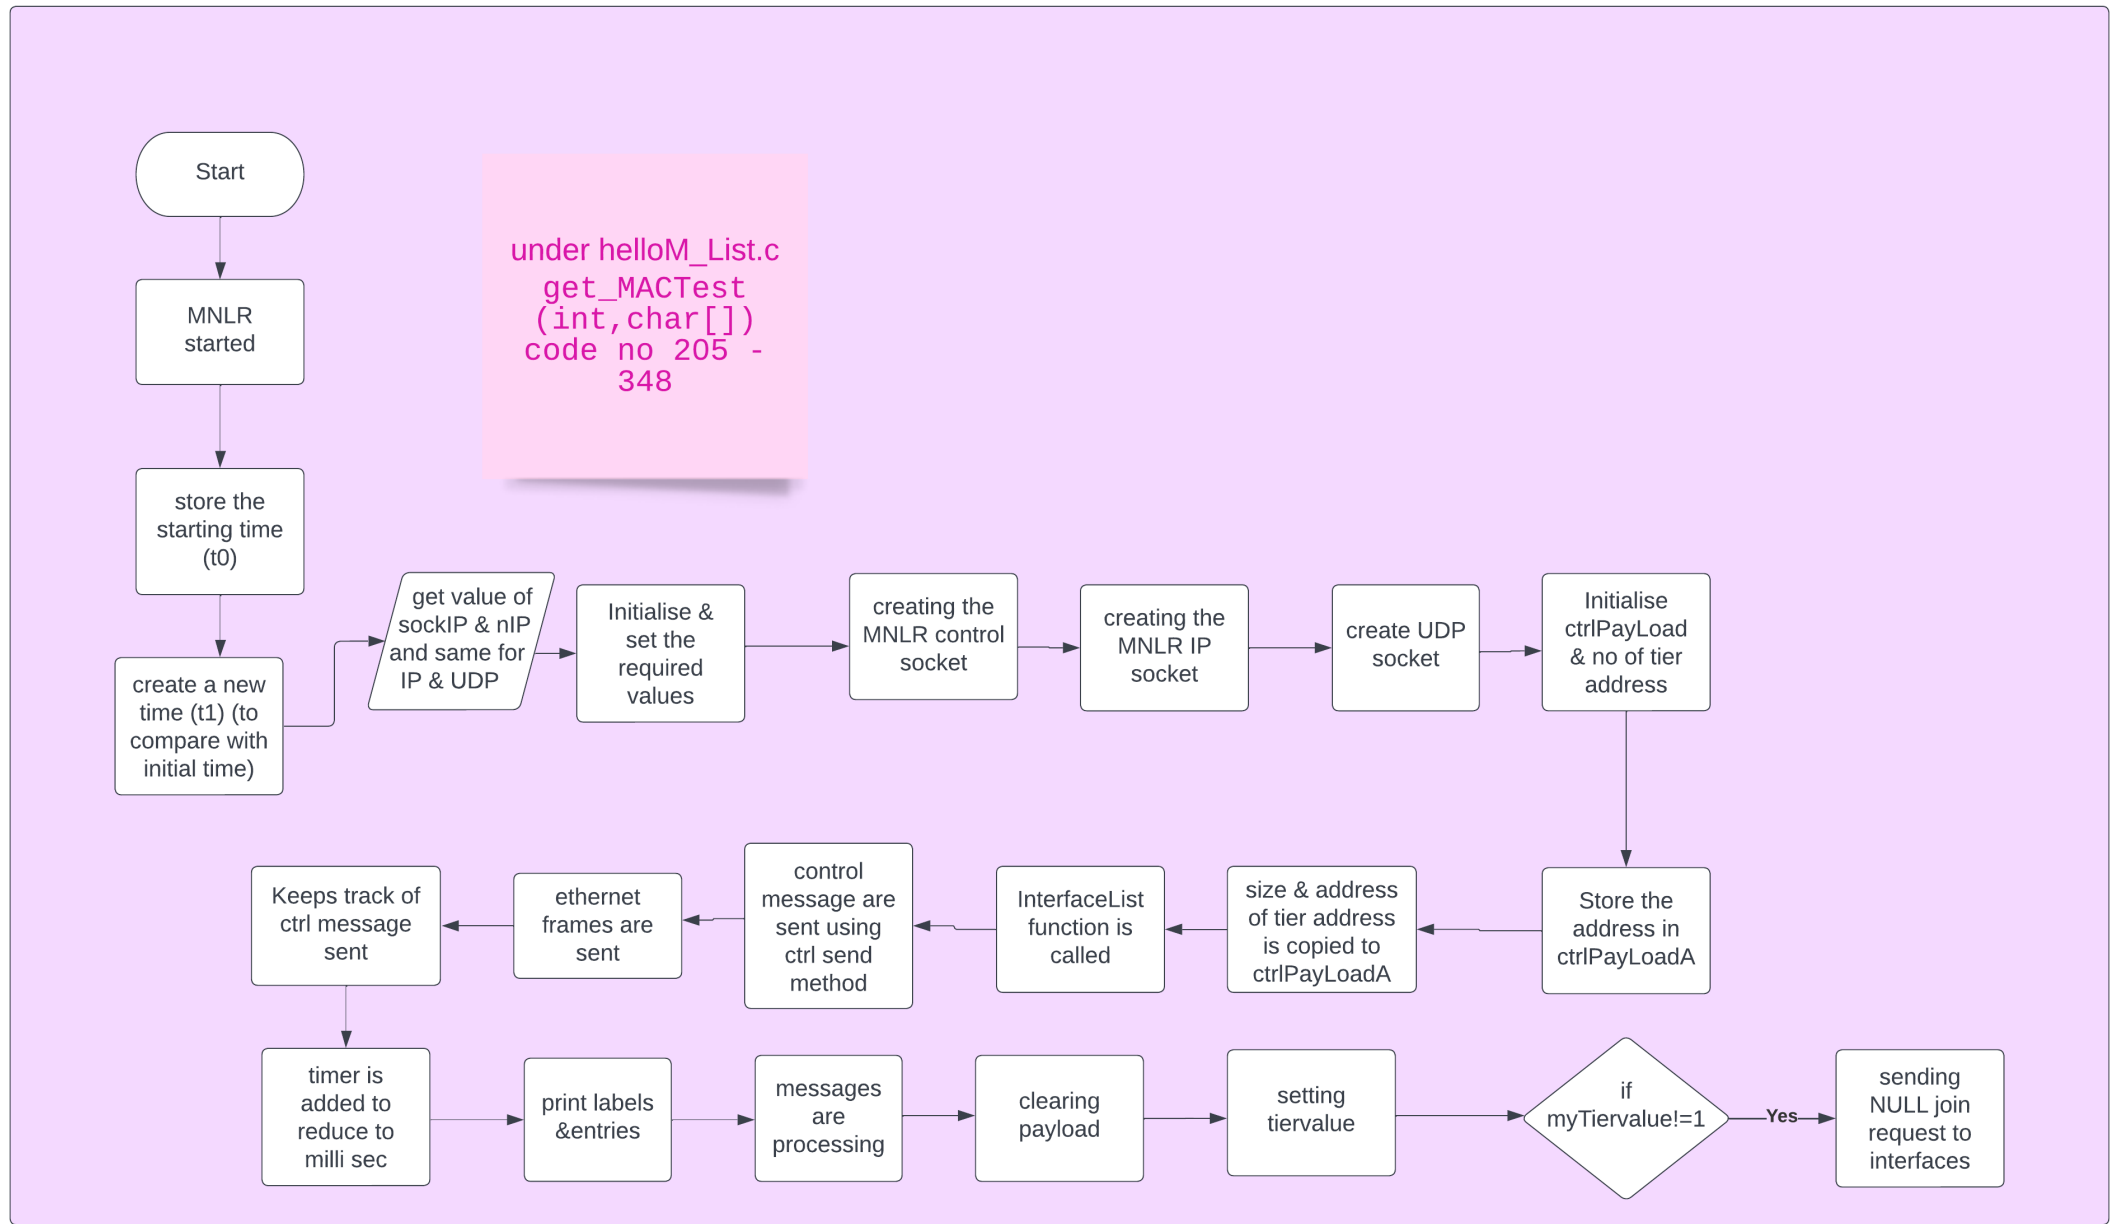 Start
MNLR
started
store the
starting time
(t0)
create a new
time (t1) (to
compare with
initial time)
under helloM_List.c
get_MACTest
(int,char[])
code no 205 -
348
get value of
sockIP & nIP
and same for
IP & UDP
Initialise &
set the
required
values
creating the
MNLR control
socket
creating the
MNLR IP
socket
create UDP
socket
Initialise
ctrlPayLoad
& no of tier
address
Store the
address in
ctrlPayLoadA
size & address
of tier address
is copied to
ctrlPayLoadA
InterfaceList
function is
called
control
message are
sent using
ctrl send
method
ethernet
frames are
sent
Keeps track of
ctrl message
sent
timer is
added to
reduce to
milli sec
print labels
&entries
messages
are
processing
clearing
payload
setting
tiervalue
if
myTiervalue!=1
Yes
sending
NULL join
request to
interfaces